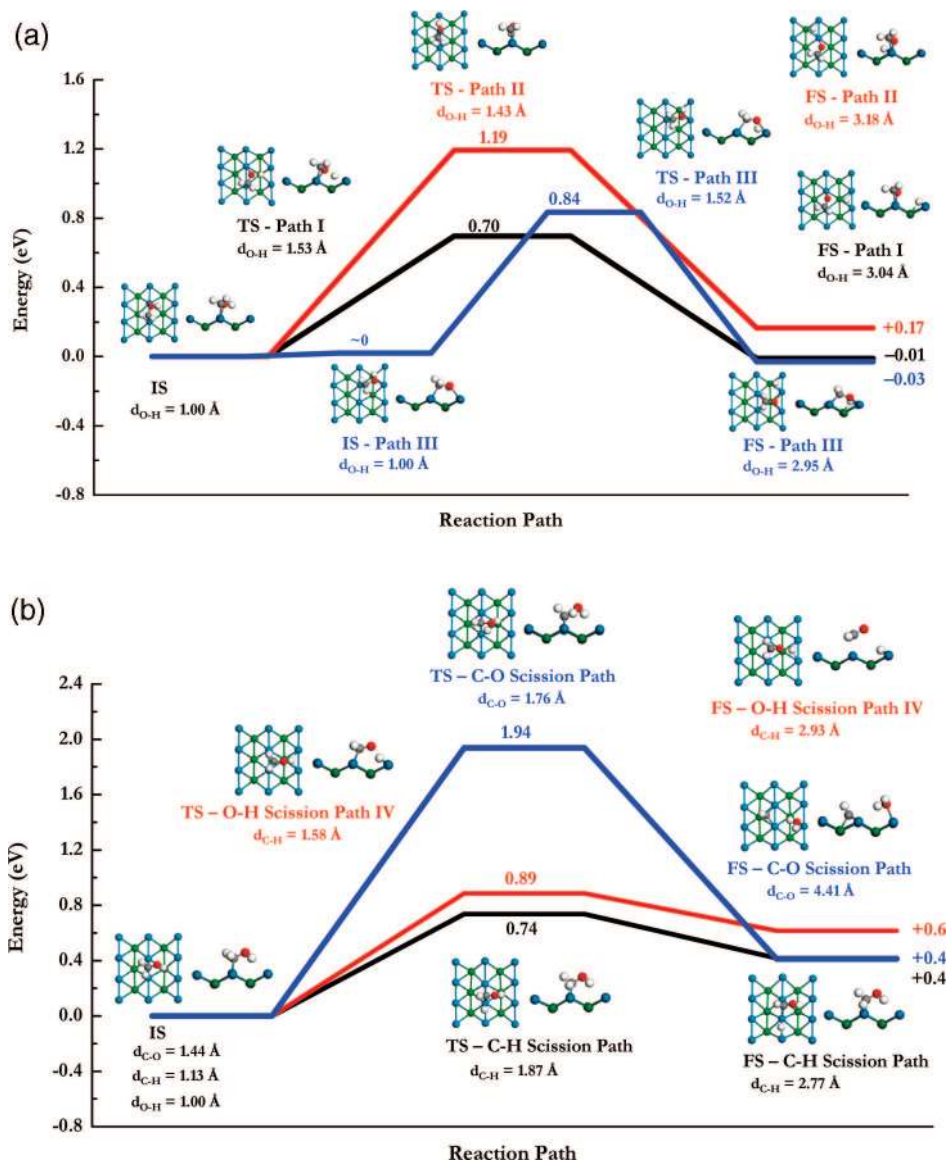 (a)
TS - Path II
dO-H = 1.43 Å
1.19
FS - Path II
dO-H = 3.18 Å
TS - Path III
dO-H = 1.52 Å
0.84
TS - Path I
dO-H = 1.53 Å
0.70
FS - Path I
dO-H = 3.04 Å
1.6
1.2
0.8
0.4
0.0
-0.4
-0.8
Energy (eV)
~0
+0.17
−0.01
−0.03
IS
dO-H = 1.00 Å
IS - Path III
dO-H = 1.00 Å
FS - Path III
dO-H = 2.95 Å
Reaction Path
(b)
TS – C-O Scission Path
dC-O = 1.76 Å
1.94
FS – O-H Scission Path IV
dC-H = 2.93 Å
TS – O-H Scission Path IV
dC-H = 1.58 Å
FS – C-O Scission Path
dC-O = 4.41 Å
2.4
2.0
1.6
1.2
0.8
0.4
0.0
-0.4
-0.8
Energy (eV)
0.89
0.74
+0.6
+0.4
+0.4
IS
dC-O = 1.44 Å
dC-H = 1.13 Å
dO-H = 1.00 Å
TS – C-H Scission Path
dC-H = 1.87 Å
FS – C-H Scission Path
dC-H = 2.77 Å
Reaction Path